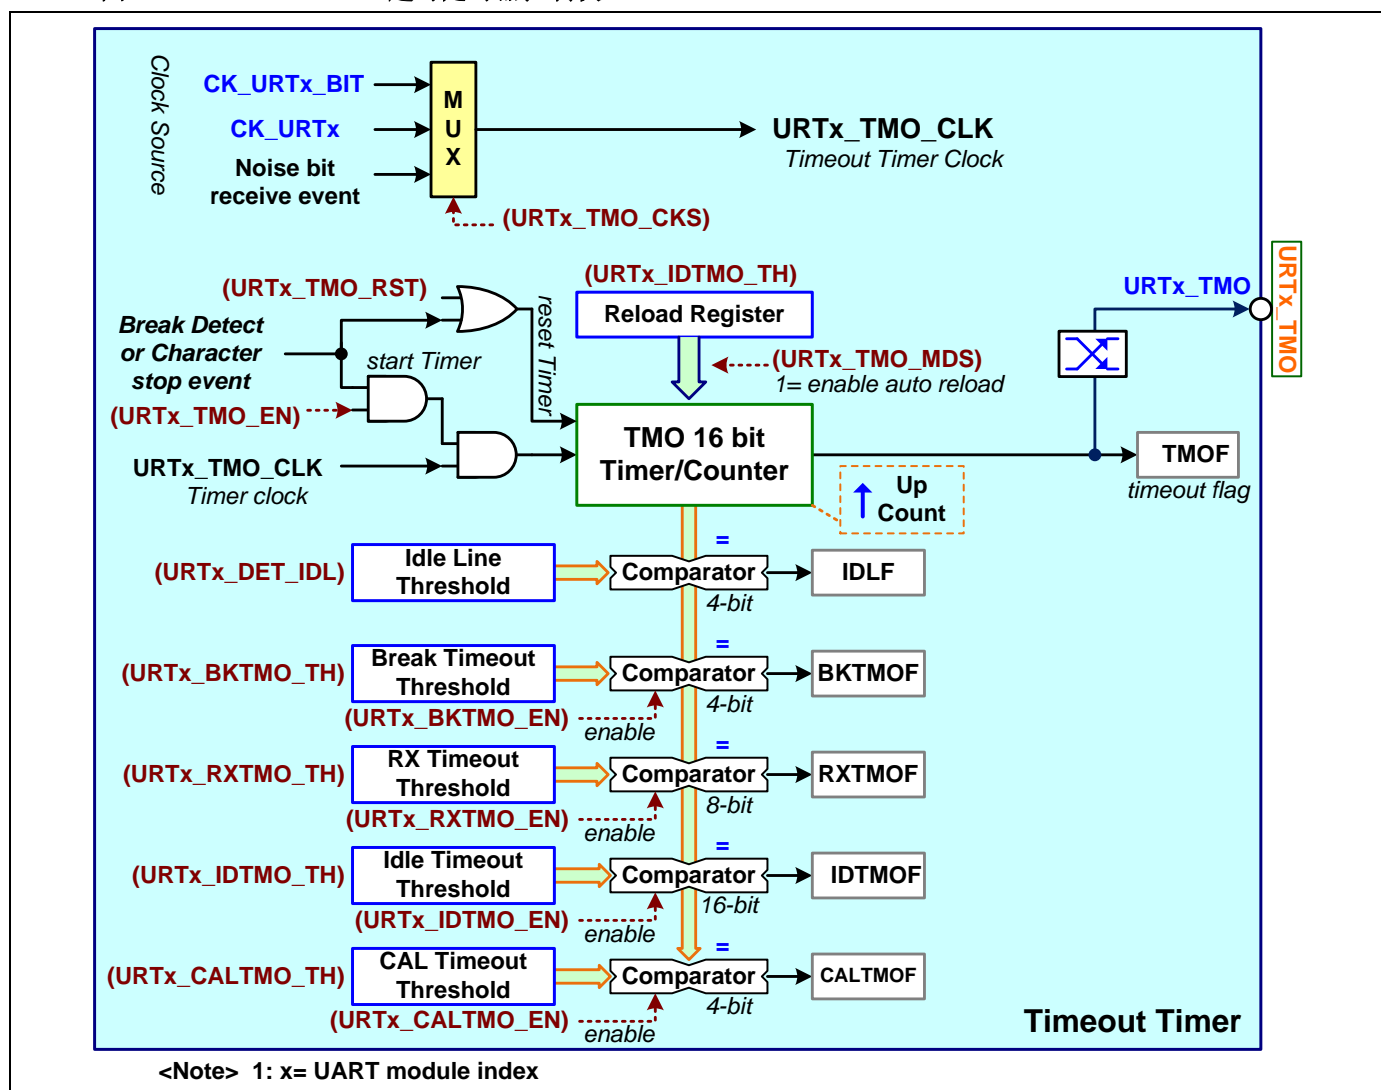 Clock Source
CK_URTx_BIT
CK_URTx
Noise bit
receive event
M
U
X
URTx_TMO_CLK
Timeout Timer Clock
(URTx_TMO_CKS)
(URTx_TMO_RST)
Break Detect
or Character
stop event
start Timer
reset Timer
(URTx_TMO_EN)
URTx_TMO_CLK
Timer clock
(URTx_IDTMO_TH)
Reload Register
(URTx_TMO_MDS)
1= enable auto reload
TMO 16 bit
Timer/Counter
Up
Count
URTx_TMO
URTx_TMO
TMOF
timeout flag
(URTx_DET_IDL)
Idle Line
Threshold
=
Comparator
4-bit
IDLF
(URTx_BKTMO_TH)
Break Timeout
Threshold
(URTx_BKTMO_EN)
enable
=
Comparator
4-bit
BKTMOF
(URTx_RXTMO_TH)
RX Timeout
Threshold
(URTx_RXTMO_EN)
enable
=
Comparator
8-bit
RXTMOF
(URTx_IDTMO_TH)
Idle Timeout
Threshold
(URTx_IDTMO_EN)
enable
=
Comparator
16-bit
IDTMOF
(URTx_CALTMO_TH)
CAL Timeout
Threshold
(URTx_CALTMO_EN)
enable
=
Comparator
4-bit
CALTMOF
Timeout Timer
<Note> 1: x= UART module index